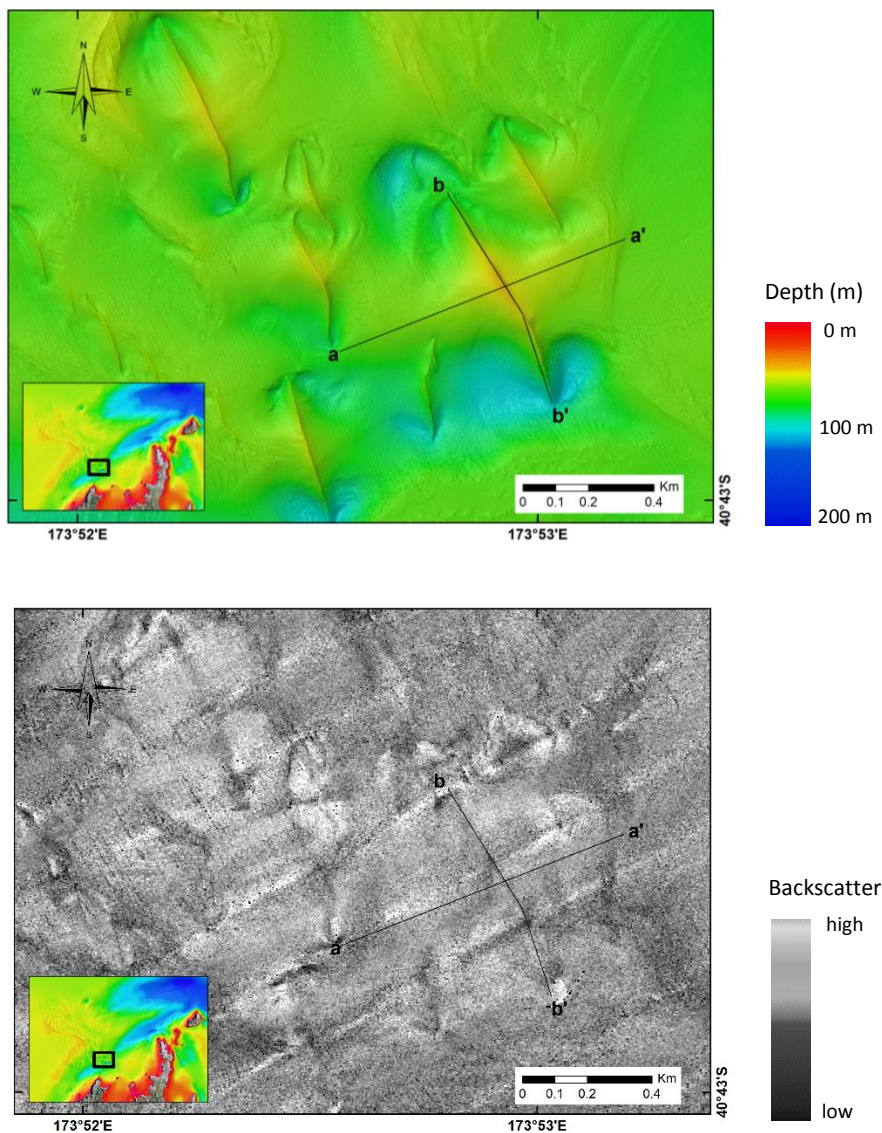 N
W E
S
b
a'
a
b'
Km
0 0.1 0.2 0.4
40°43'S
173°52'E 173°53'E
Depth (m)
0 m
100 m
200 m
N
W E
S
b
a'
a
b'
Km
0 0.1 0.2 0.4
40°43'S
173°52'E 173°53'E
Backscatter
high
low